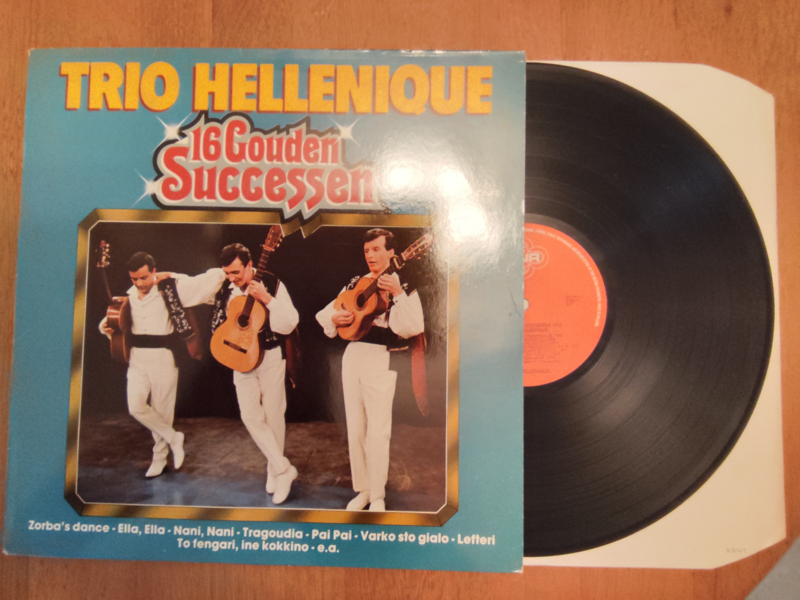 TRIO HELLENIQUE
16 Gouden
Successen
Zorba's dance - Ella, Ella - Nani, Nani - Tragoudia - Pai Pai - Varko sto gialo - Lefteri
To fengari, ine kokkino - e.a.